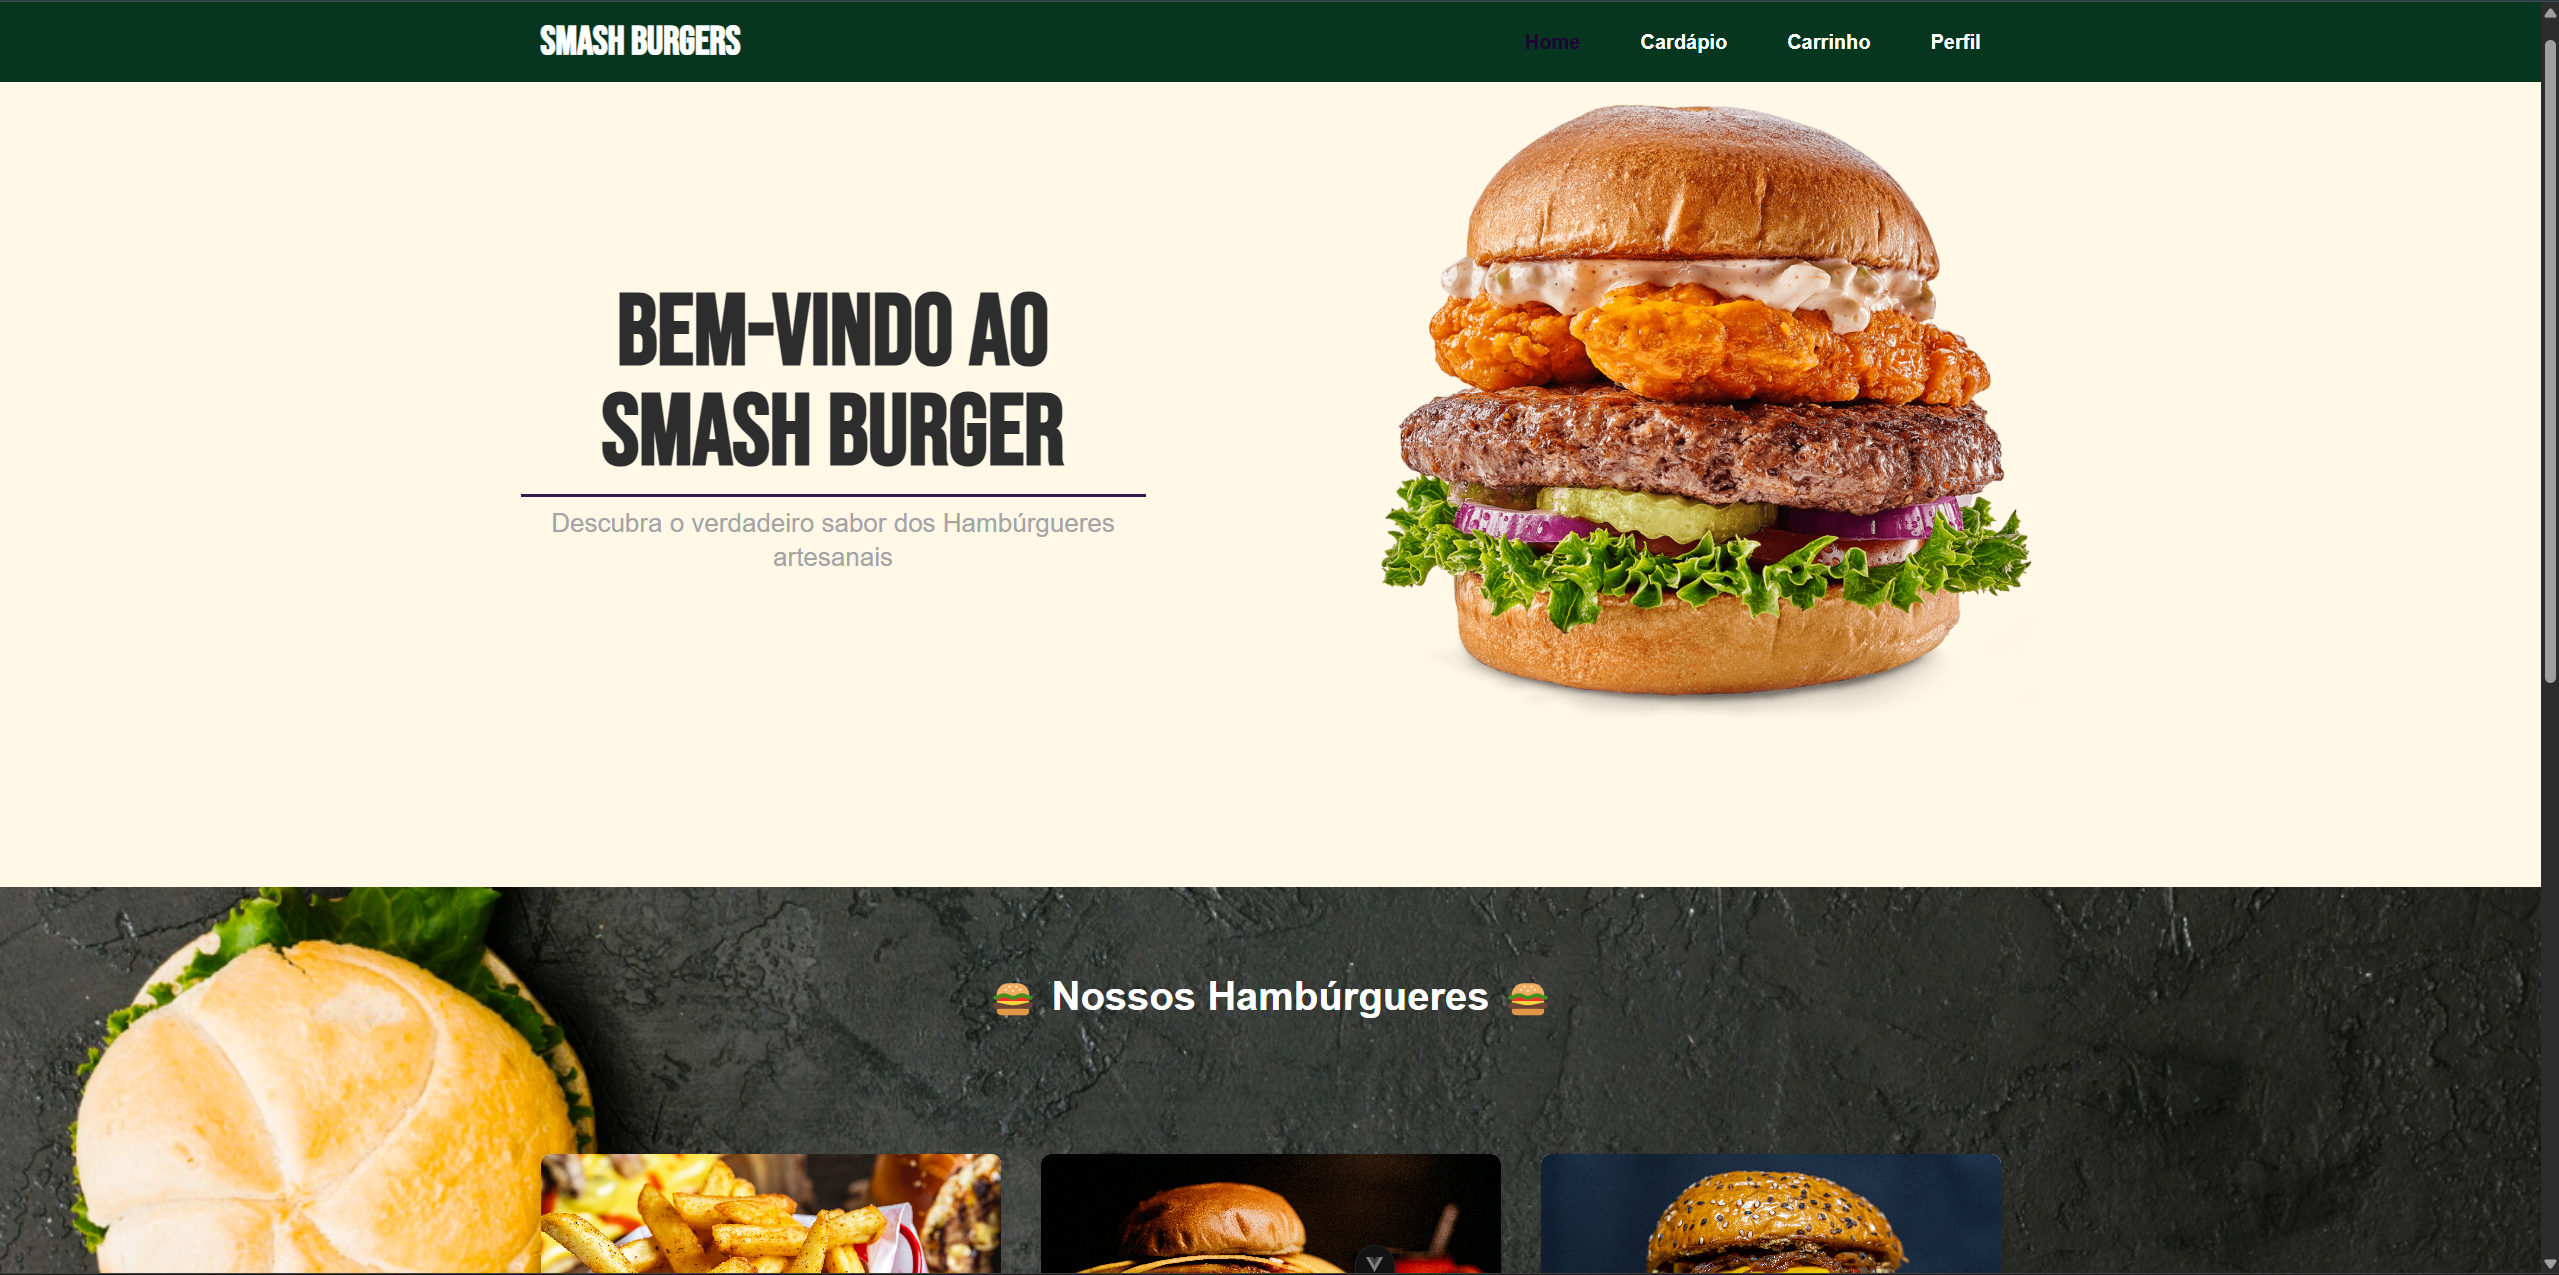 SMASH BURGERS
Home Cardápio Carrinho Perfil
BEM-VINDO AO
SMASH BURGER
Descubra o verdadeiro sabor dos Hambúrgueres
artesanais
🍔 Nossos Hambúrgueres 🍔